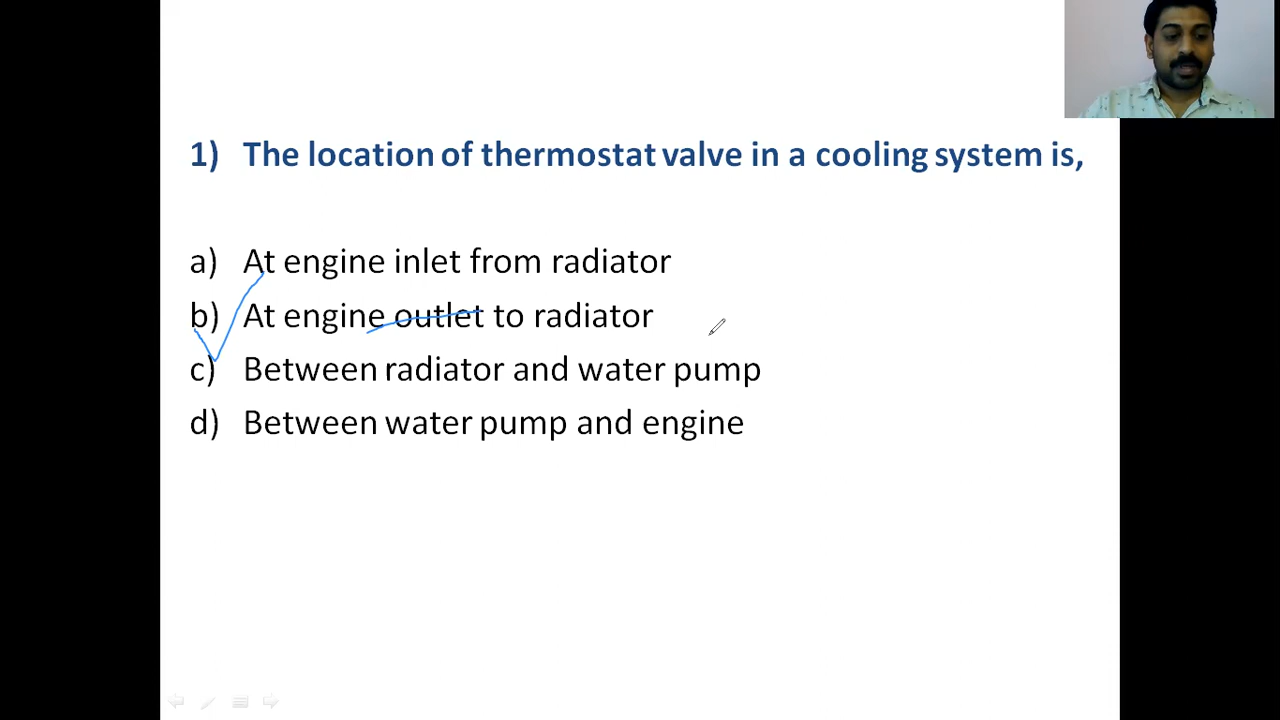 1) The location of thermostat valve in a cooling system is,
a) At engine inlet from radiator
b) At engine outlet to radiator
c) Between radiator and water pump
d) Between water pump and engine